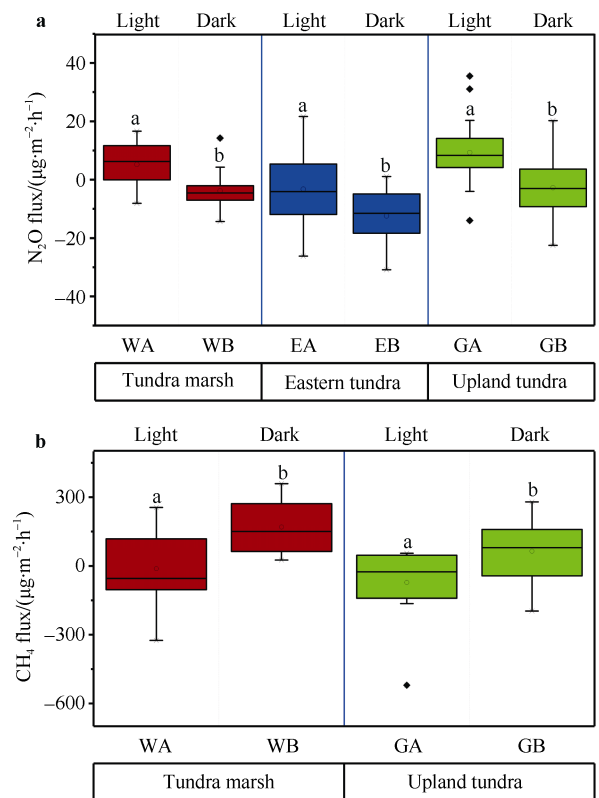 a
Light Dark Light Dark Light Dark
N₂O flux/(μg·m⁻²·h⁻¹)
40
20
0
−20
−40
a
b
a
b
a
b
WA WB EA EB GA GB
Tundra marsh Eastern tundra Upland tundra
b
Light Dark Light Dark
CH₄ flux/(μg·m⁻²·h⁻¹)
300
0
−300
−600
a
b
a
b
WA WB GA GB
Tundra marsh Upland tundra